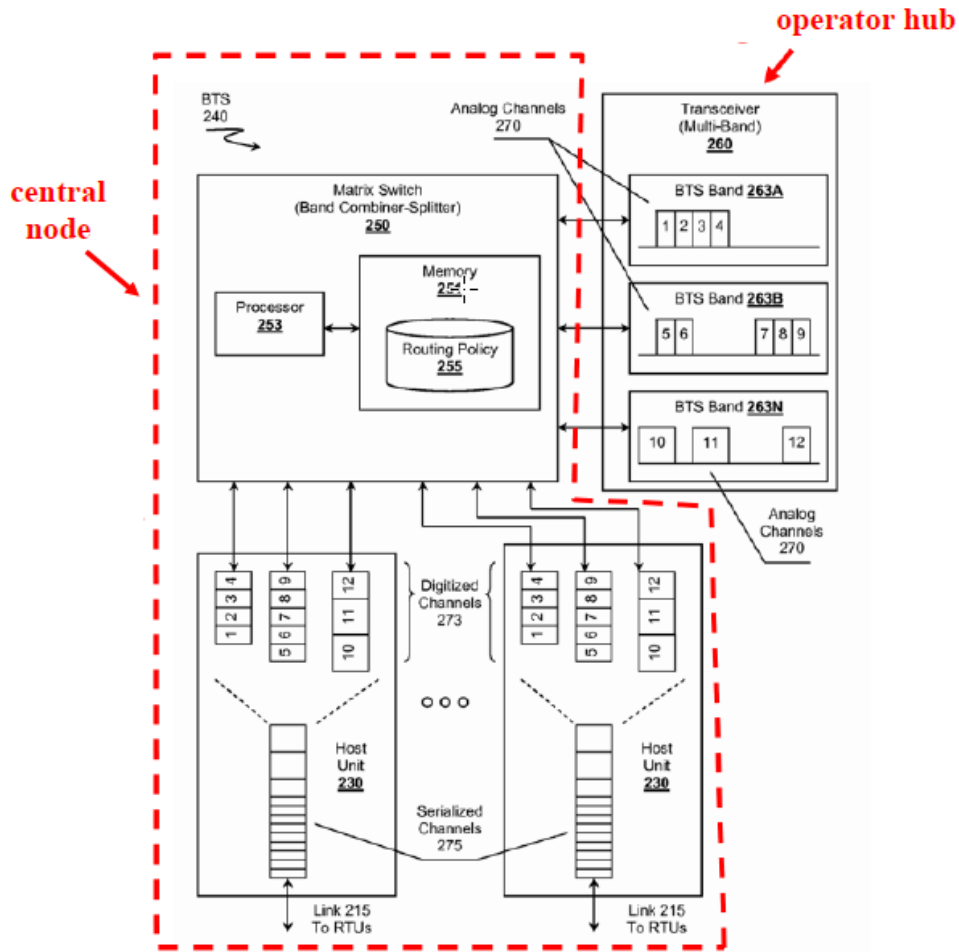 operator hub
central
node
BTS
240
Analog Channels
270
Transceiver
(Multi-Band)
260
Matrix Switch
(Band Combiner-Splitter)
250
BTS Band 263A
1 2 3 4
Memory
Processor
253
Routing Policy
255
BTS Band 263B
5 6 7 8 9
BTS Band 263N
10 11 12
Analog
Channels
270
1 2 3 4
5 6 7 8 9
10 11 12
Digitized
Channels
273
1 2 3 4
5 6 7 8 9
10 11 12
Host
Unit
230
Serialized
Channels
275
Host
Unit
230
Link 215
To RTUs
Link 215
To RTUs